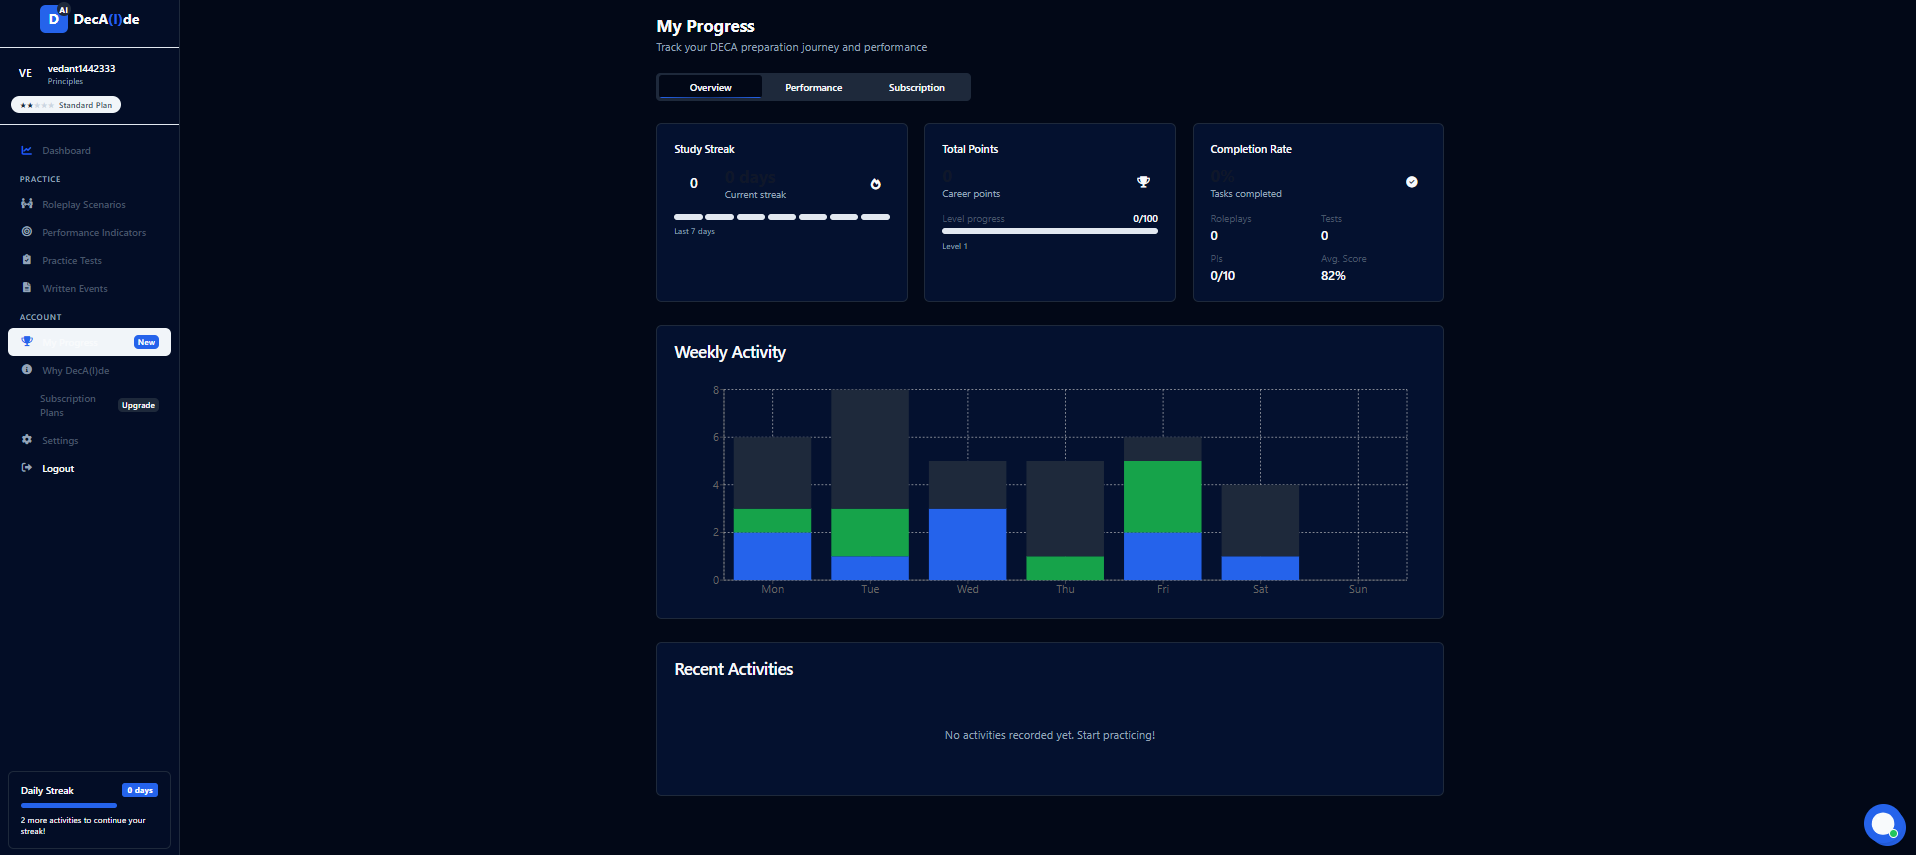 D AI DecA(I)de
VE vedant1442333
Principles
★★★★★ Standard Plan
Dashboard
PRACTICE
Roleplay Scenarios
Performance Indicators
Practice Tests
Written Events
ACCOUNT
New
Why DecA(I)de
Subscription
Plans
Upgrade
Settings
Logout
Daily Streak 0 days
2 more activities to continue your
streak!
My Progress
Track your DECA preparation journey and performance
Overview Performance Subscription
Study Streak
0 0 days
Current streak
Last 7 days
Total Points
0
Career points
Level progress 0/100
Level 1
Completion Rate
0%
Tasks completed
Roleplays Tests
0 0
PIs Avg. Score
0/10 82%
Weekly Activity
8
6
4
2
0
Mon Tue Wed Thu Fri Sat Sun
Recent Activities
No activities recorded yet. Start practicing!